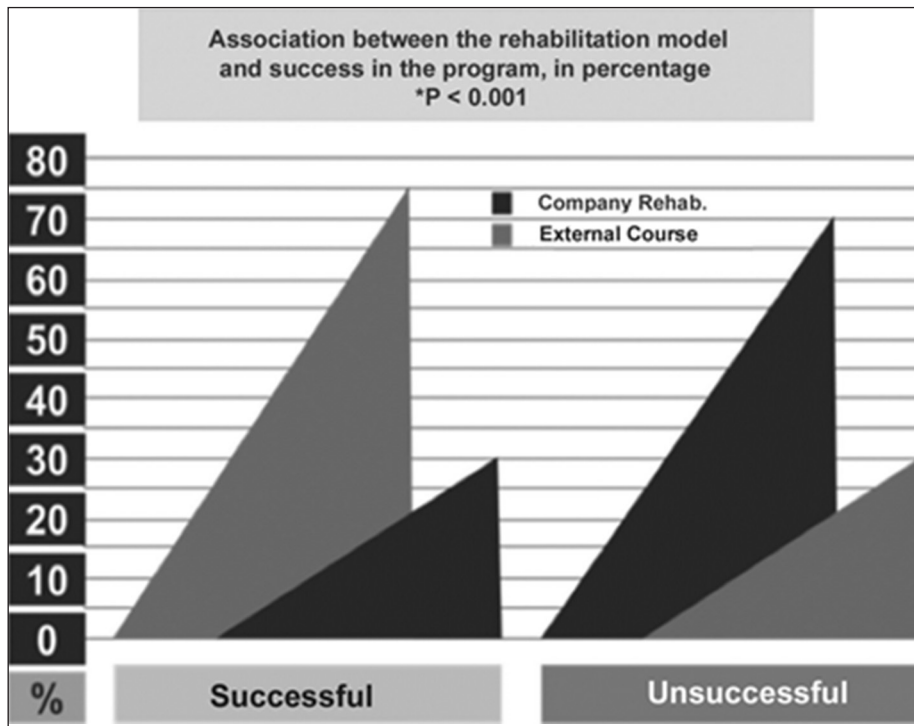 Association between the rehabilitation model
and success in the program, in percentage
*P < 0.001
80
70
60
50
40
30
20
10
0
%
Company Rehab.
External Course
Successful
Unsuccessful